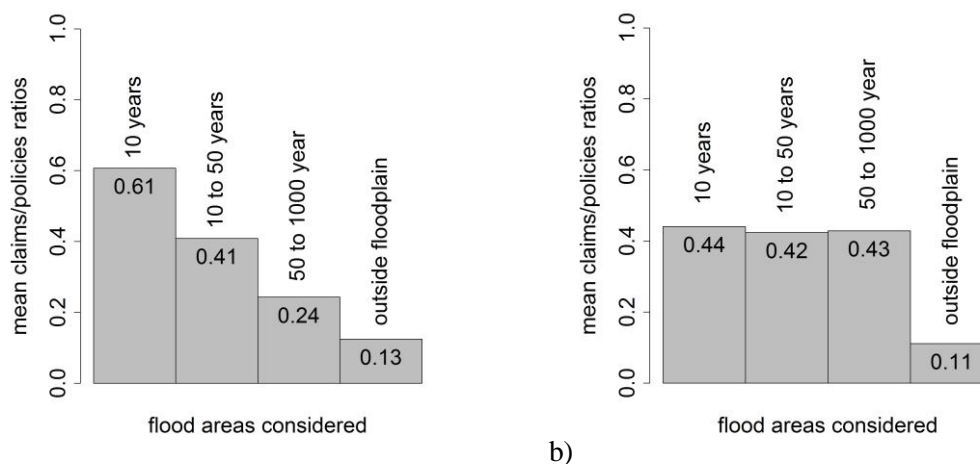 mean claims/policies ratios
1.0
0.8
0.6
0.4
0.2
0.0
10 years
10 to 50 years
50 to 1000 year
outside floodplain
0.61
0.41
0.24
0.13
flood areas considered
b)
mean claims/policies ratios
1.0
0.8
0.6
0.4
0.2
0.0
10 years
10 to 50 years
50 to 1000 year
outside floodplain
0.44
0.42
0.43
0.11
flood areas considered